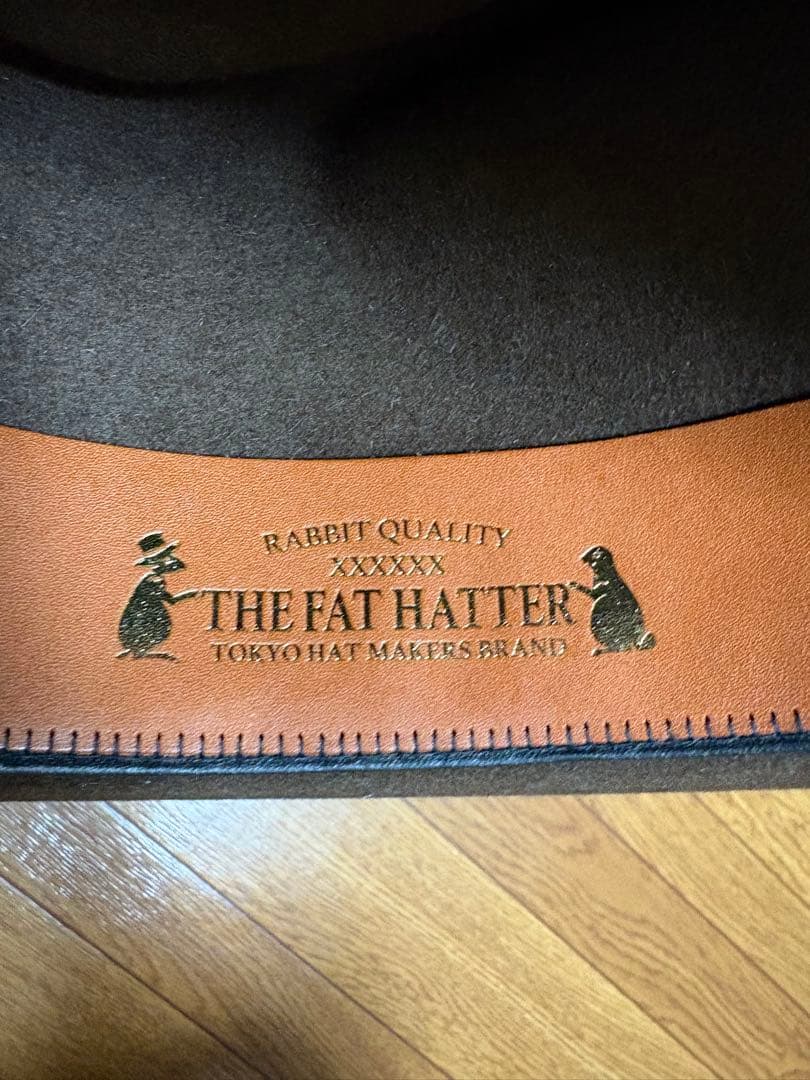 RABBIT QUALITY
XXXXXX
THE FAT HATTER
TOKYO HAT MAKERS BRAND